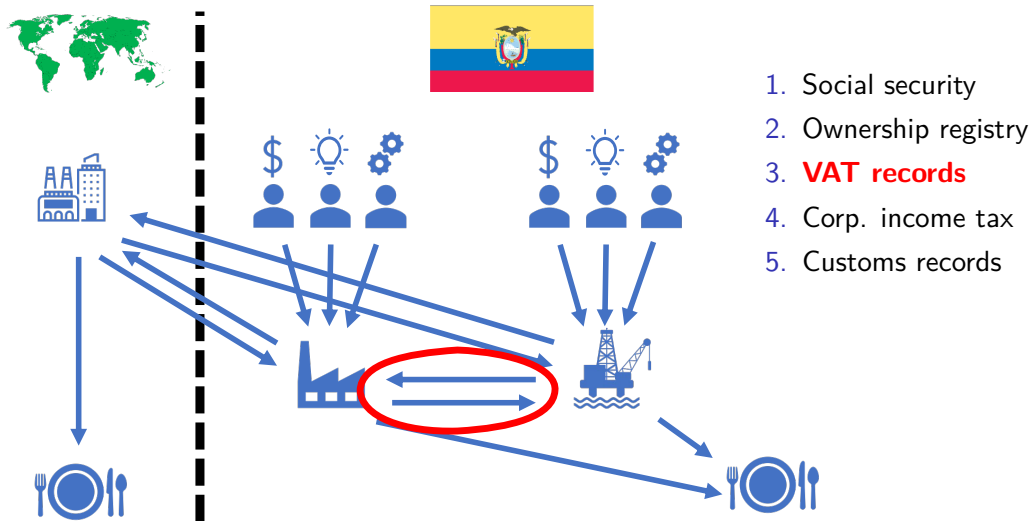 1. Social security
2. Ownership registry
3. VAT records
4. Corp. income tax
5. Customs records
$
$